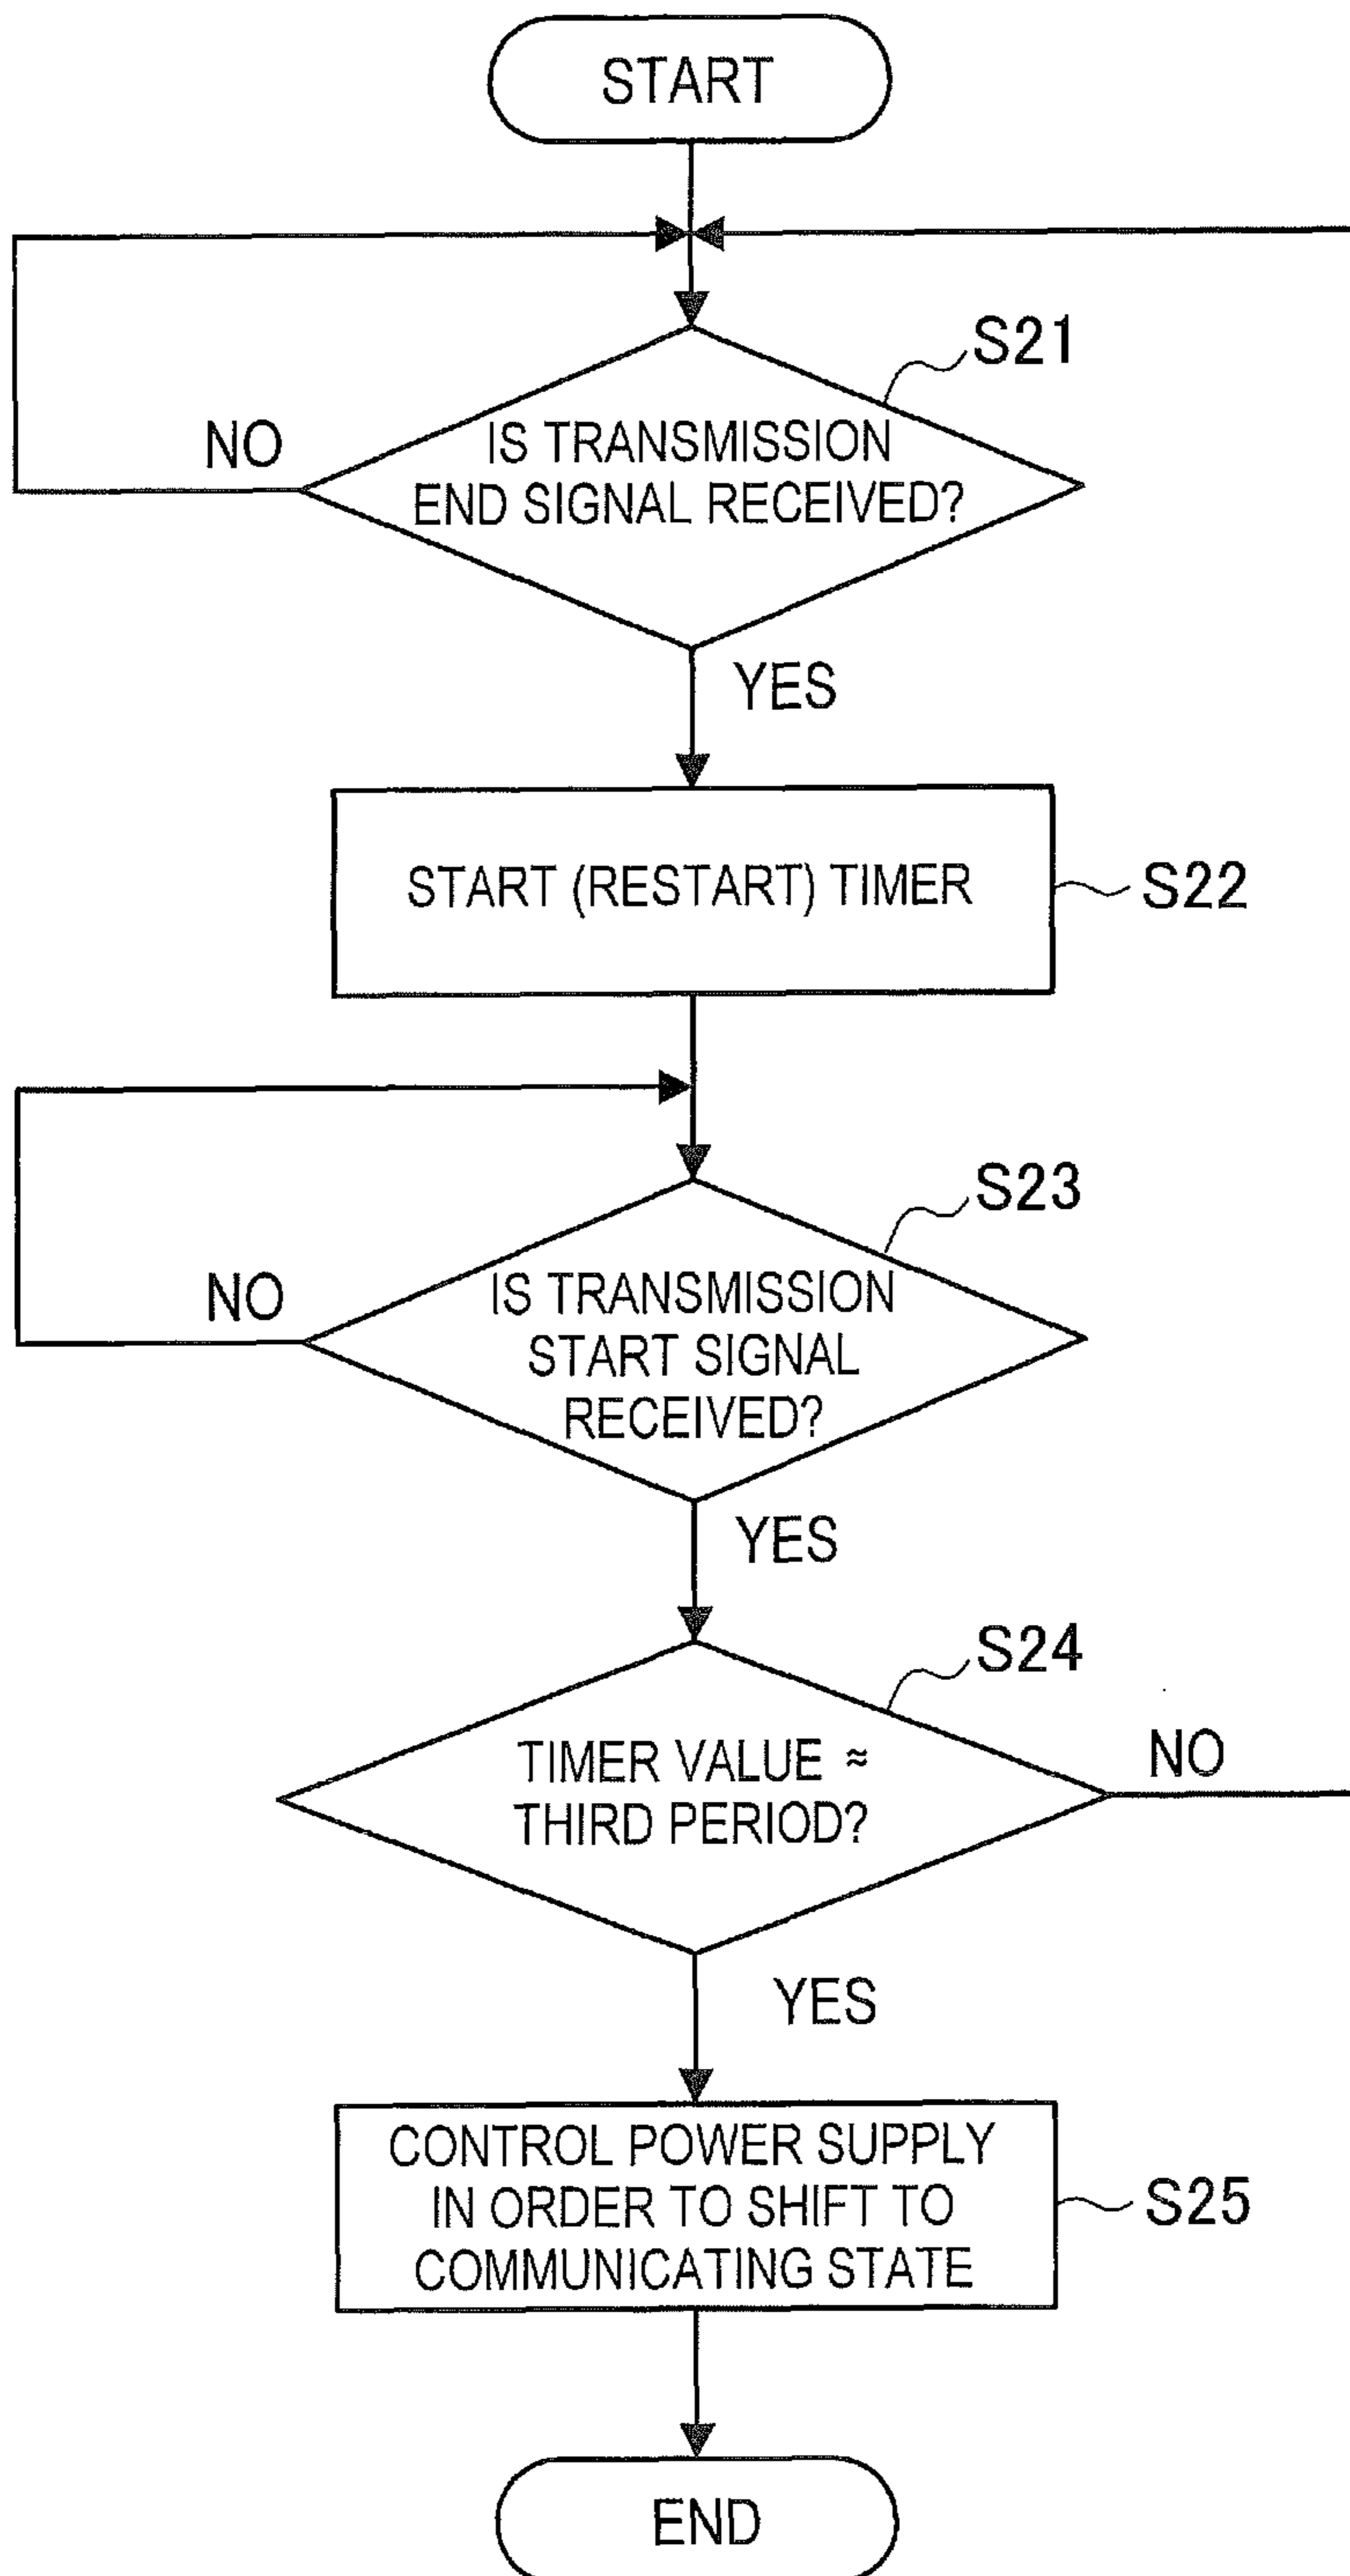 START
S21
IS TRANSMISSION
END SIGNAL RECEIVED?
NO
YES
START (RESTART) TIMER
S22
S23
IS TRANSMISSION
START SIGNAL
RECEIVED?
NO
YES
S24
TIMER VALUE ≈
THIRD PERIOD?
NO
YES
CONTROL POWER SUPPLY
IN ORDER TO SHIFT TO
COMMUNICATING STATE
S25
END